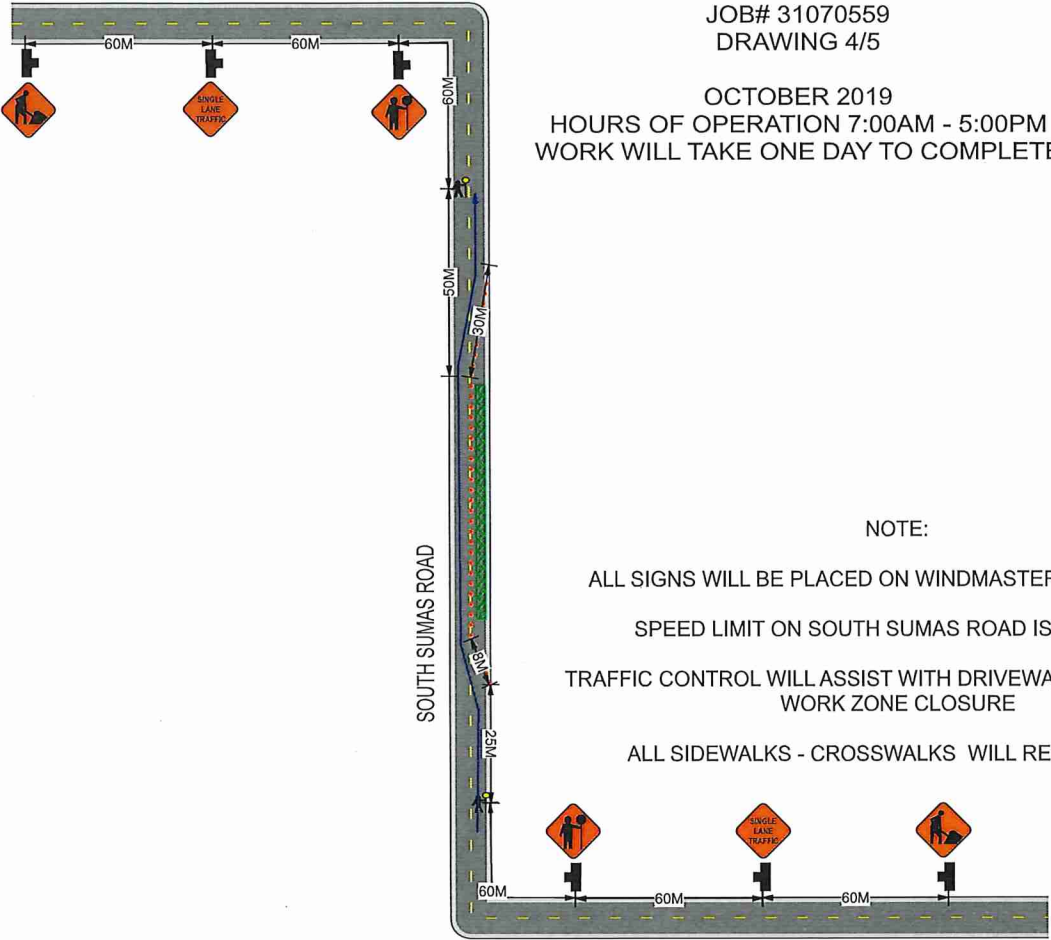 JOB# 31070559
DRAWING 4/5
OCTOBER 2019
HOURS OF OPERATION 7:00AM - 5:00PM
WORK WILL TAKE ONE DAY TO COMPLETE
60M
60M
SINGLE
LANE
TRAFFIC
60M
50M
30M
SOUTH SUMAS ROAD
8M
25M
NOTE:
ALL SIGNS WILL BE PLACED ON WINDMASTER
SPEED LIMIT ON SOUTH SUMAS ROAD IS
TRAFFIC CONTROL WILL ASSIST WITH DRIVEWA
WORK ZONE CLOSURE
ALL SIDEWALKS - CROSSWALKS WILL RE
SINGLE
LANE
TRAFFIC
60M
60M
60M